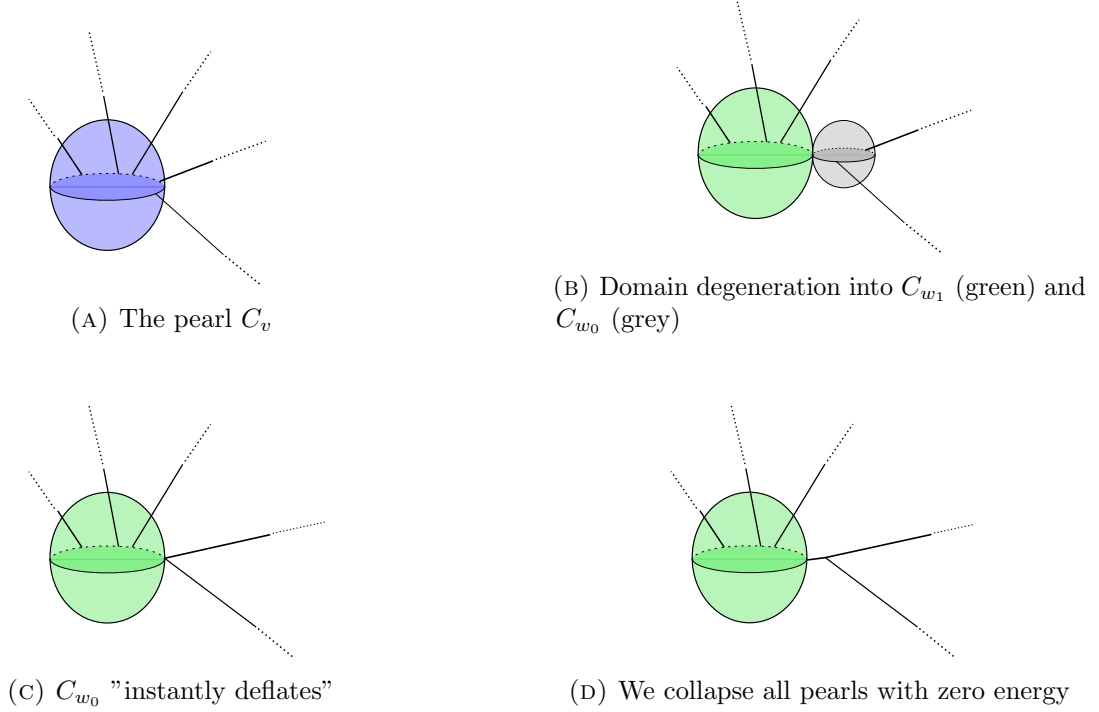 (A) The pearl C_v
(B) Domain degeneration into C_{w_1} (green) and
C_{w_0} (grey)
(C) C_{w_0} ”instantly deflates”
(D) We collapse all pearls with zero energy